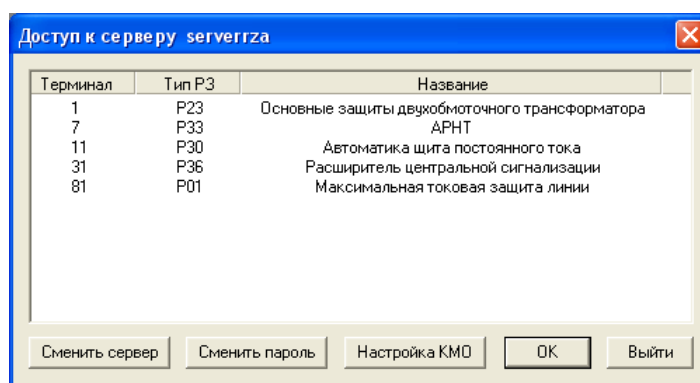 Доступ к серверу serverrza
Терминал Тип РЗ Название
1 Р23 Основные защиты двухобмоточного трансформатора
7 Р33 АРНТ
11 Р30 Автоматика щита постоянного тока
31 Р36 Расширитель центральной сигнализации
81 Р01 Максимальная токовая защита линии
Сменить сервер Сменить пароль Настройка КМО ОК Выйти